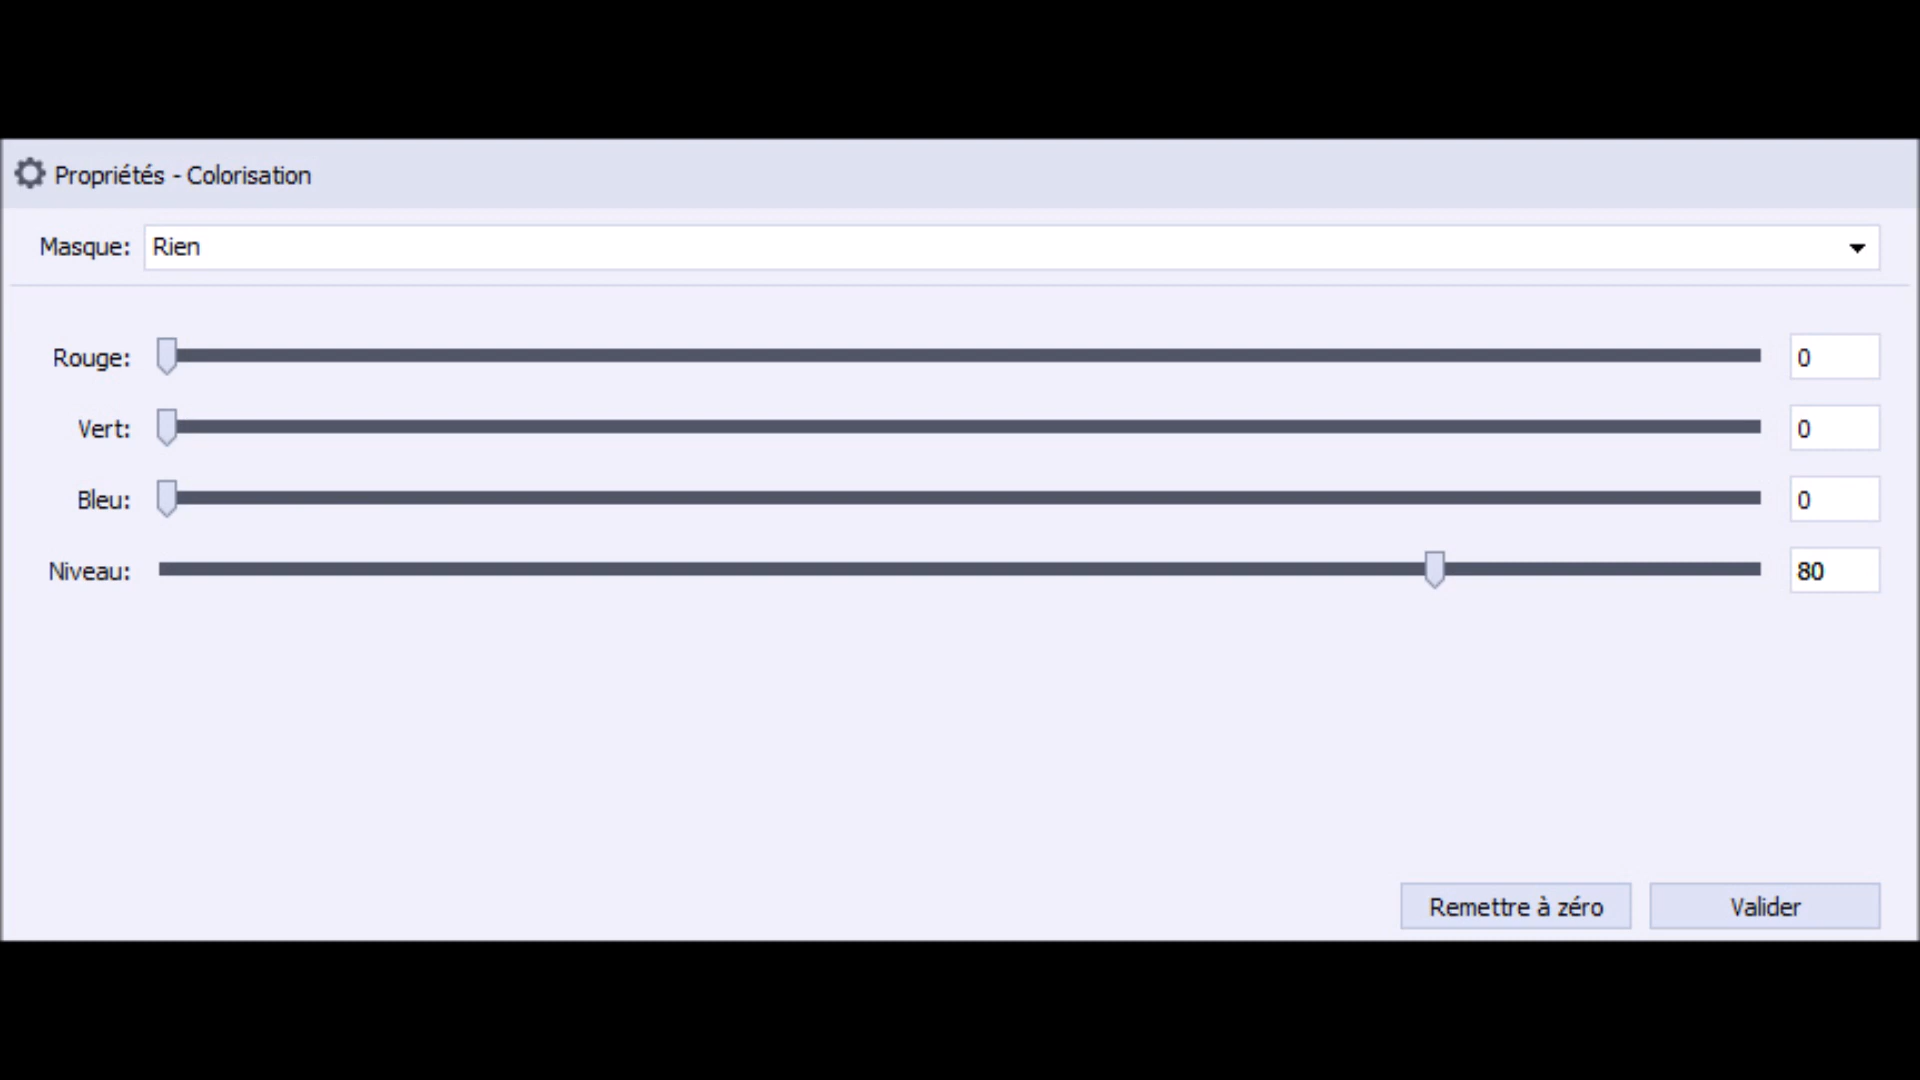 Propriétés - Colorisation
Masque: Rien
Rouge: 0
Vert: 0
Bleu: 0
Niveau: 80
Remettre à zéro Valider